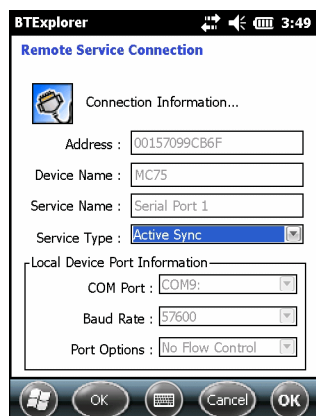 BTExplorer 3:49
Remote Service Connection
Connection Information...
Address : 00157099CB6F
Device Name : MC75
Service Name : Serial Port 1
Service Type : Active Sync
Local Device Port Information
COM Port : COM9:
Baud Rate : 57600
Port Options : No Flow Control
OK Cancel OK